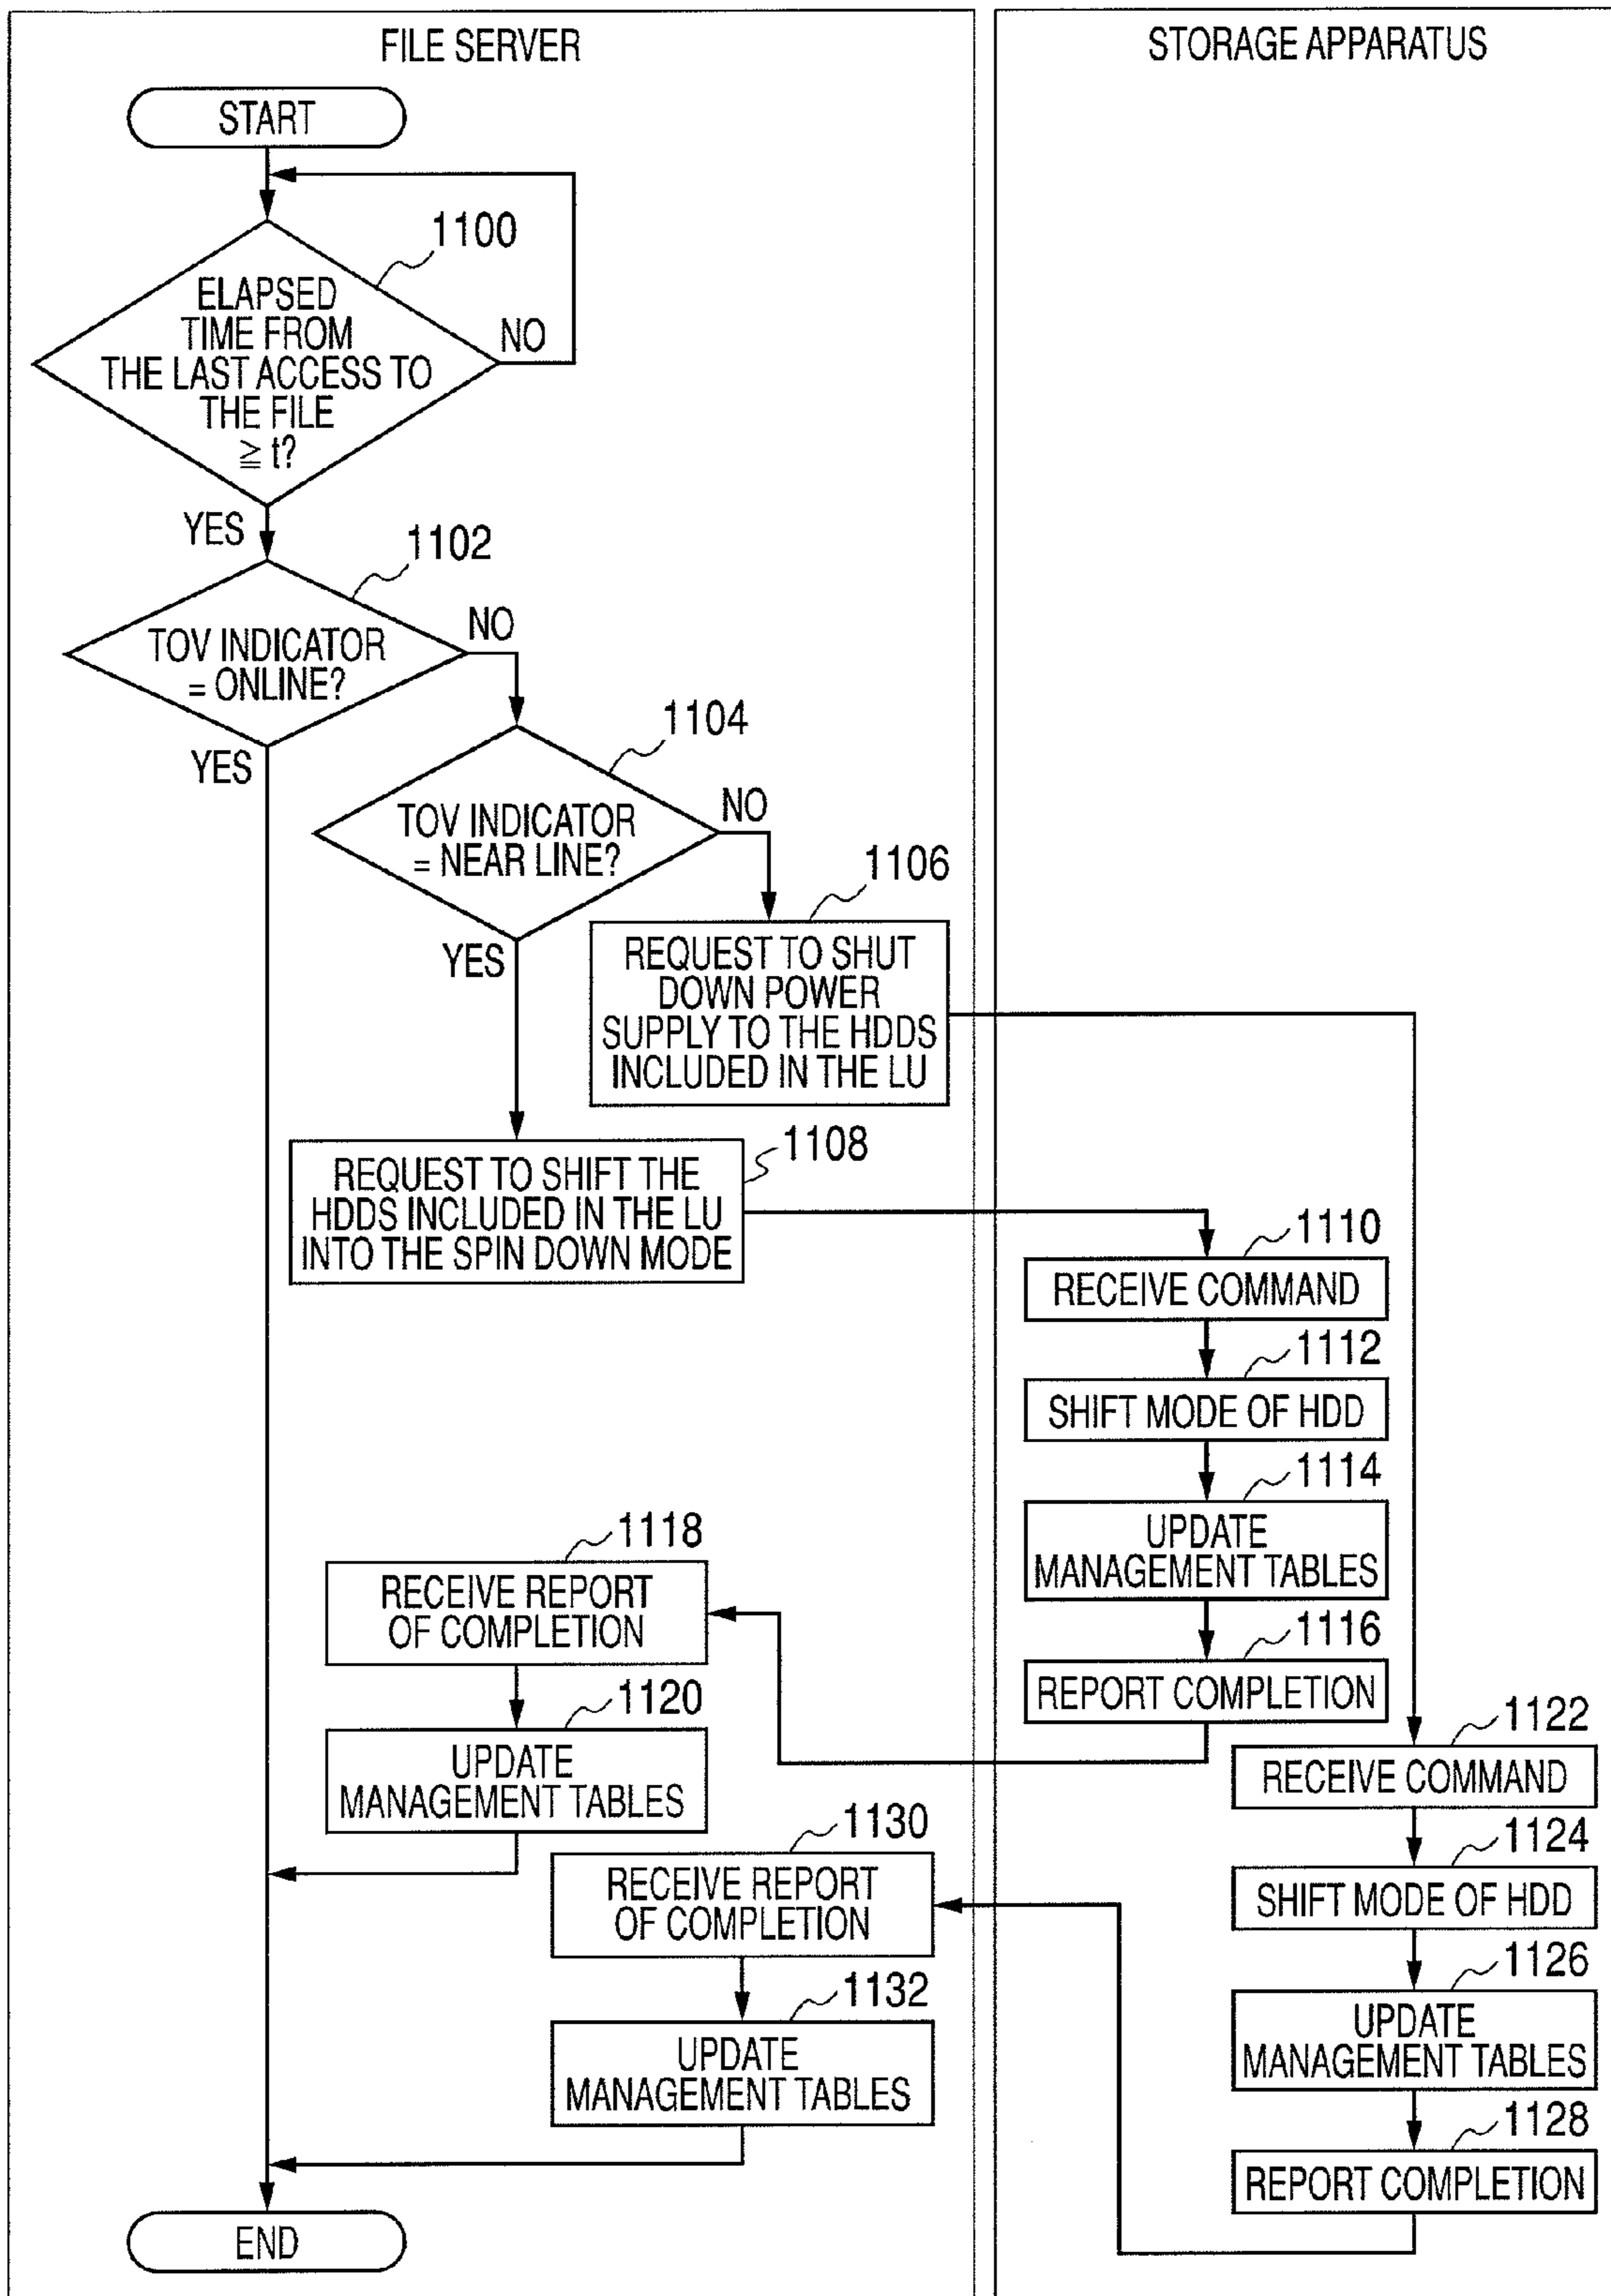 FILE SERVER
STORAGE APPARATUS
START
1100
ELAPSED
TIME FROM
THE LAST ACCESS TO
THE FILE
≧ t?
NO
YES
1102
TOV INDICATOR
= ONLINE?
NO
YES
1104
TOV INDICATOR
= NEAR LINE?
NO
YES
1106
REQUEST TO SHUT
DOWN POWER
SUPPLY TO THE HDDS
INCLUDED IN THE LU
1108
REQUEST TO SHIFT THE
HDDS INCLUDED IN THE LU
INTO THE SPIN DOWN MODE
1110
RECEIVE COMMAND
1112
SHIFT MODE OF HDD
1114
UPDATE
MANAGEMENT TABLES
1116
REPORT COMPLETION
1118
RECEIVE REPORT
OF COMPLETION
1120
UPDATE
MANAGEMENT TABLES
1122
RECEIVE COMMAND
1124
SHIFT MODE OF HDD
1126
UPDATE
MANAGEMENT TABLES
1128
REPORT COMPLETION
1130
RECEIVE REPORT
OF COMPLETION
1132
UPDATE
MANAGEMENT TABLES
END